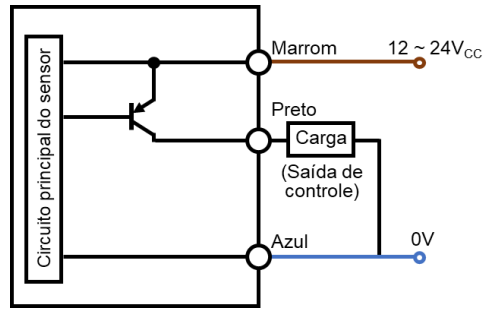 Circuito principal do sensor
Marrom
12 ~ 24VCC
Preto
Carga
(Saída de
controle)
Azul
0V